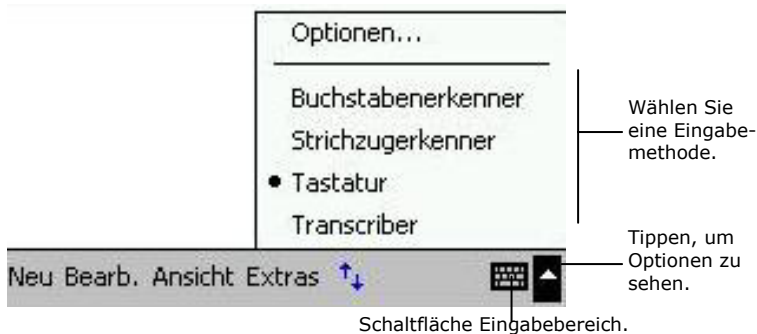 Optionen...
Buchstabenerkenner
Strichzugerkenner
Tastatur
Transcriber
Wählen Sie
eine Eingabe-
methode.
Neu Bearb. Ansicht Extras
Tippen, um
Optionen zu
sehen.
Schaltfläche Eingabebereich.